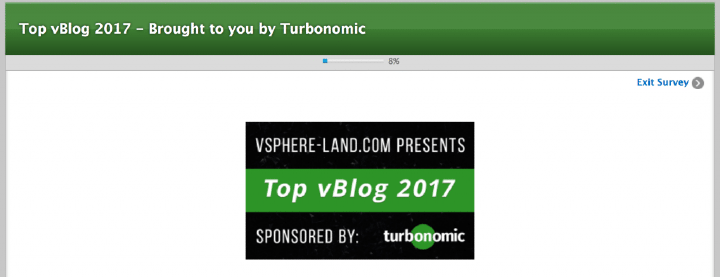 Top vBlog 2017 – Brought to you by Turbonomic
8%
Exit Survey
VSPHERE-LAND.COM PRESENTS
Top vBlog 2017
SPONSORED BY: turbonomic